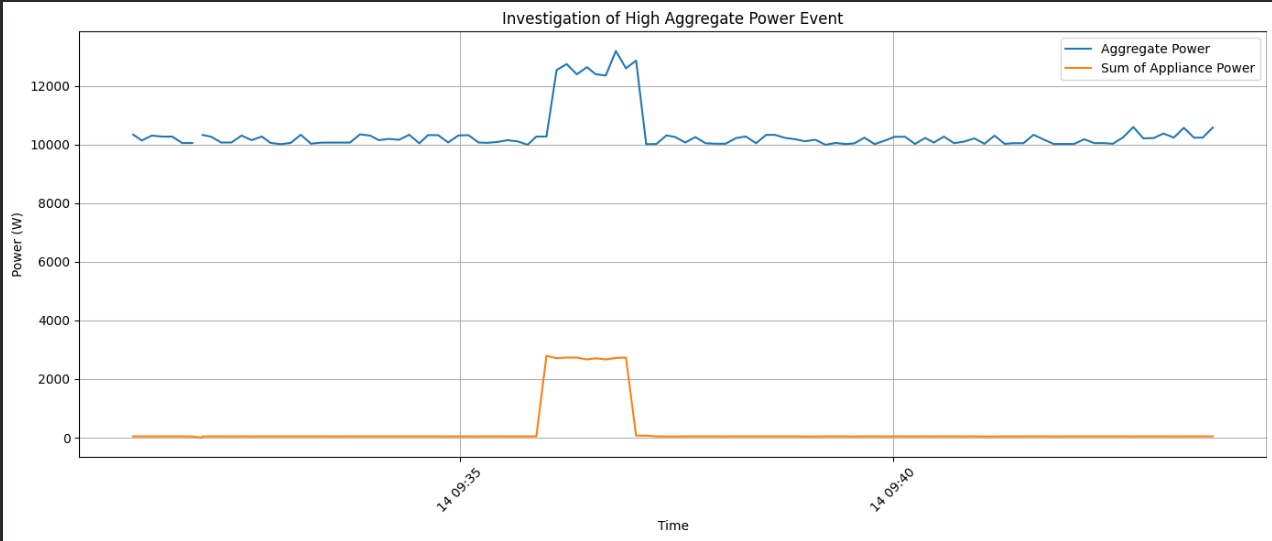 Investigation of High Aggregate Power Event
Aggregate Power
Sum of Appliance Power
12000
10000
8000
6000
4000
2000
0
Power (W)
14 09:35
14 09:40
Time